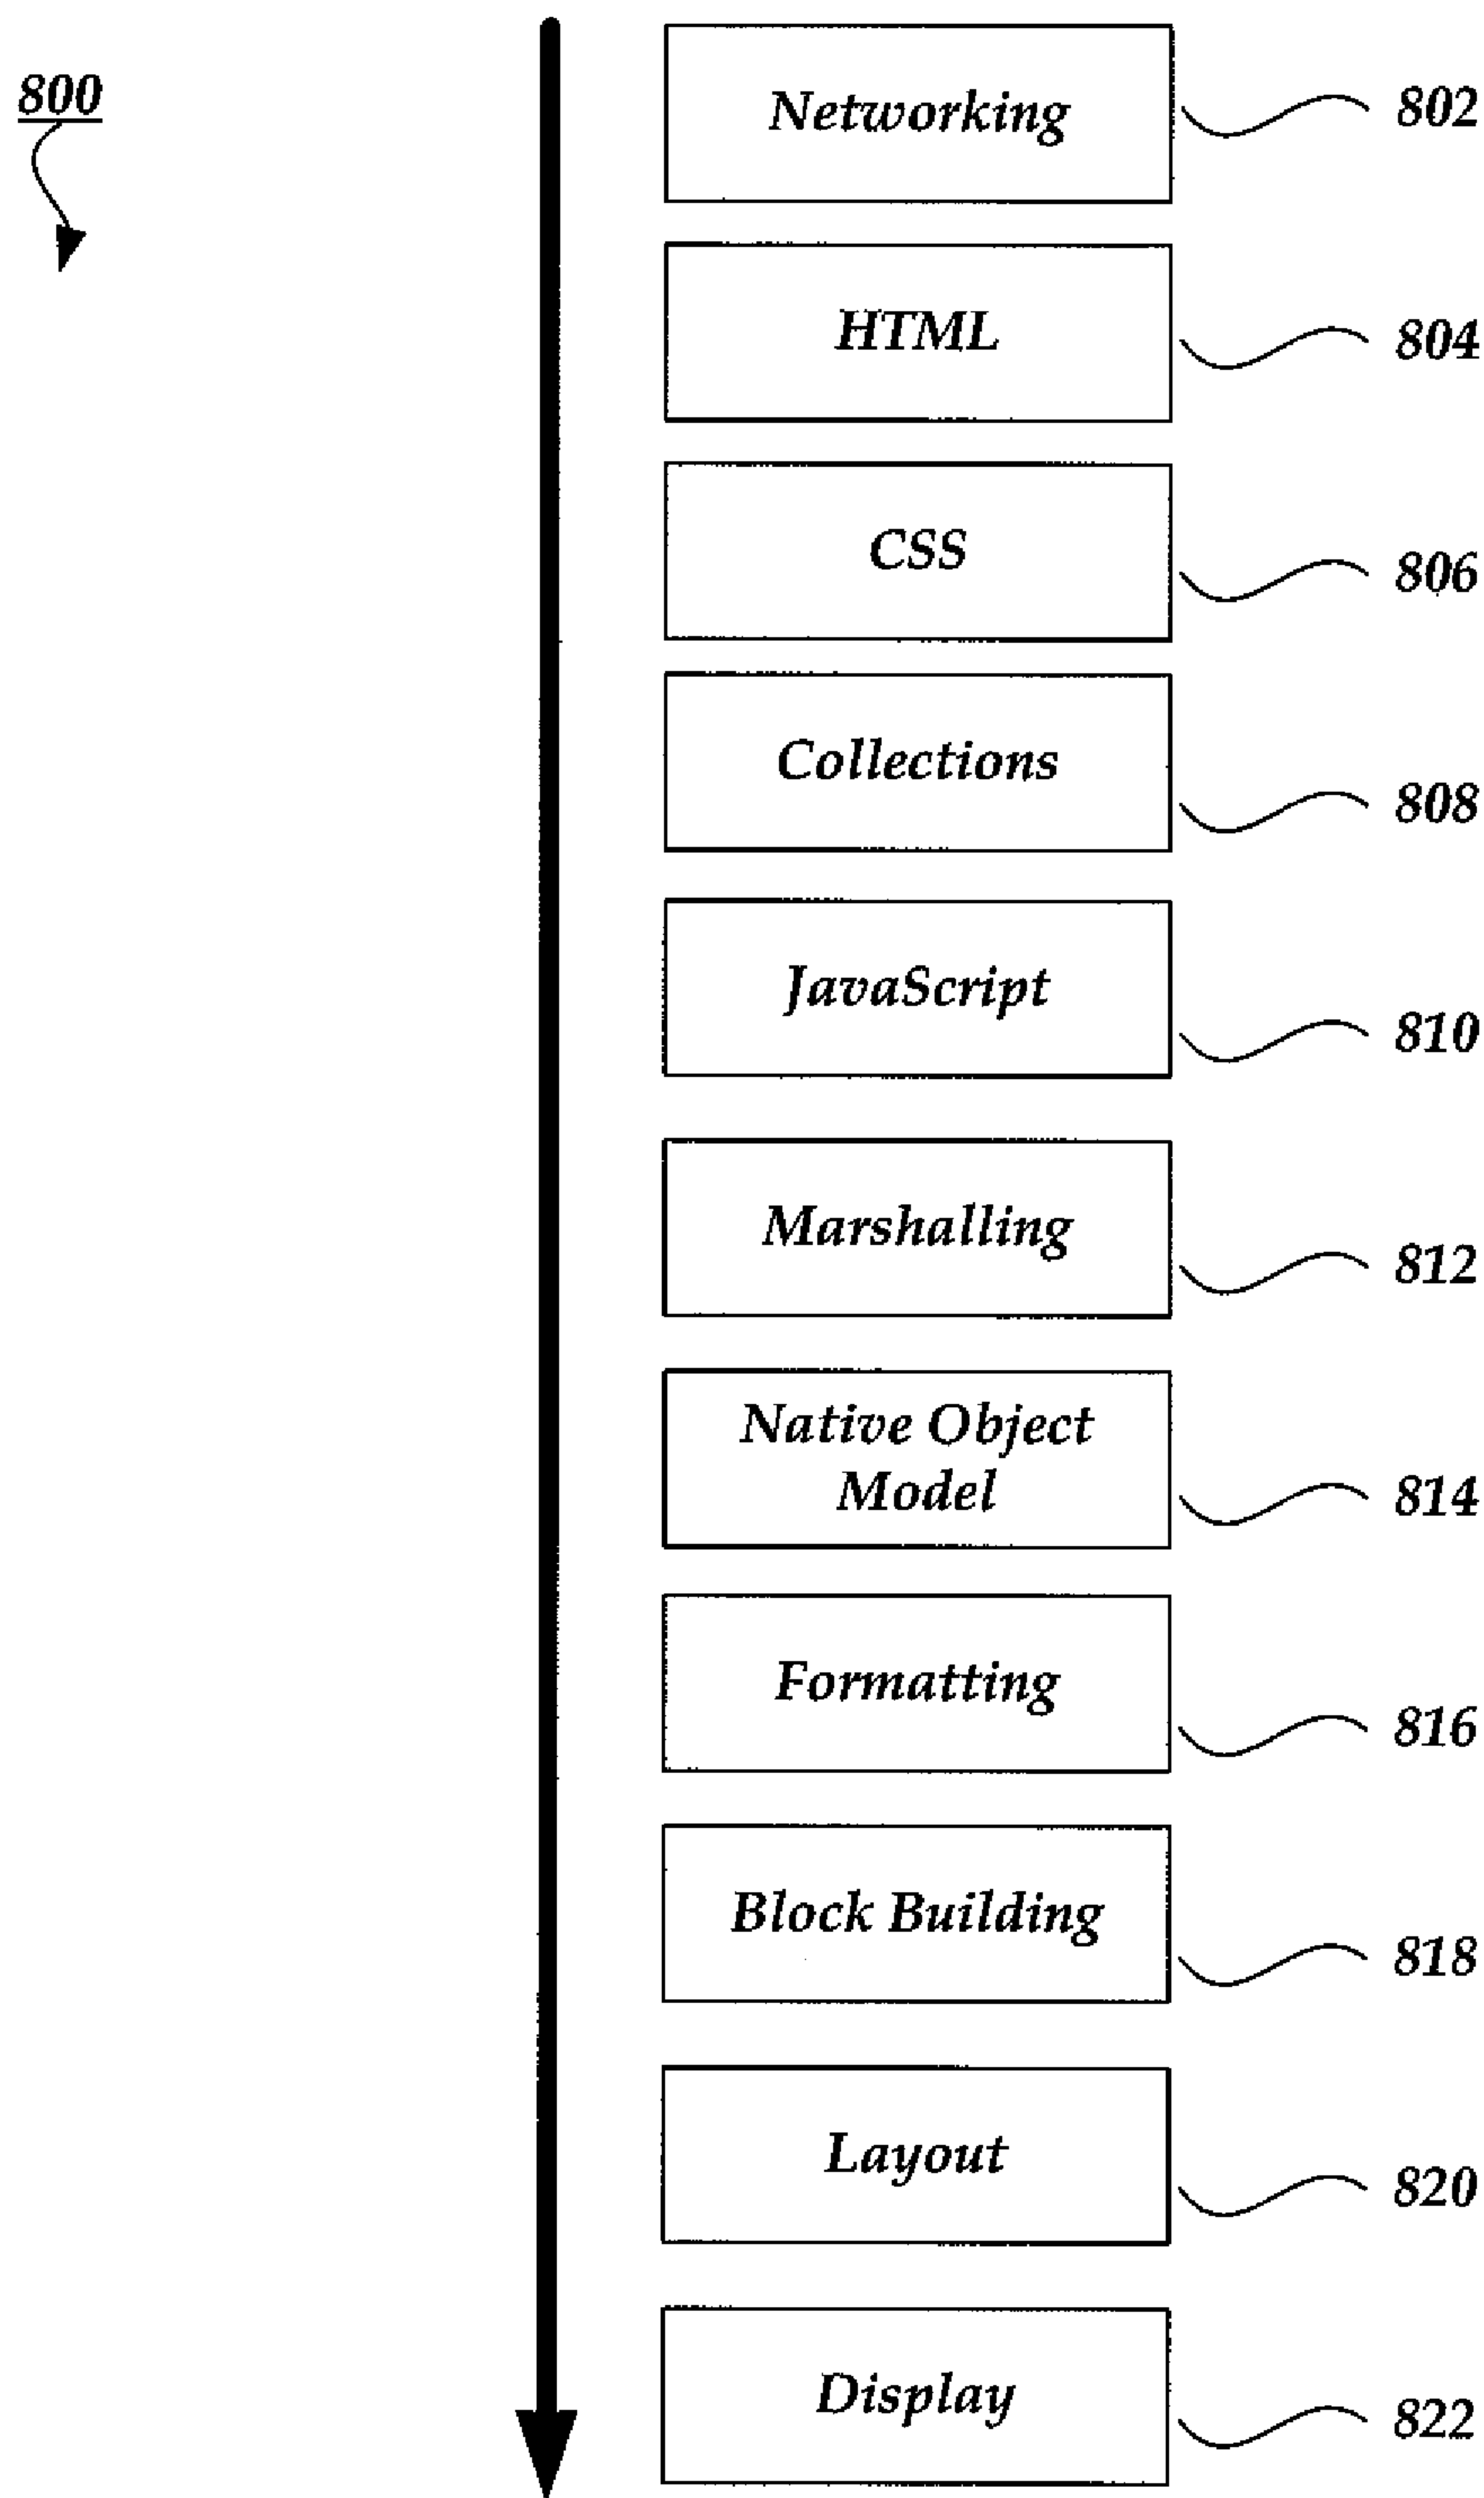 800
Networking
802
HTML
804
CSS
806
Collections
808
JavaScript
810
Marshalling
812
Native Object
Model
814
Formatting
816
Block Building
818
Layout
820
Display
822